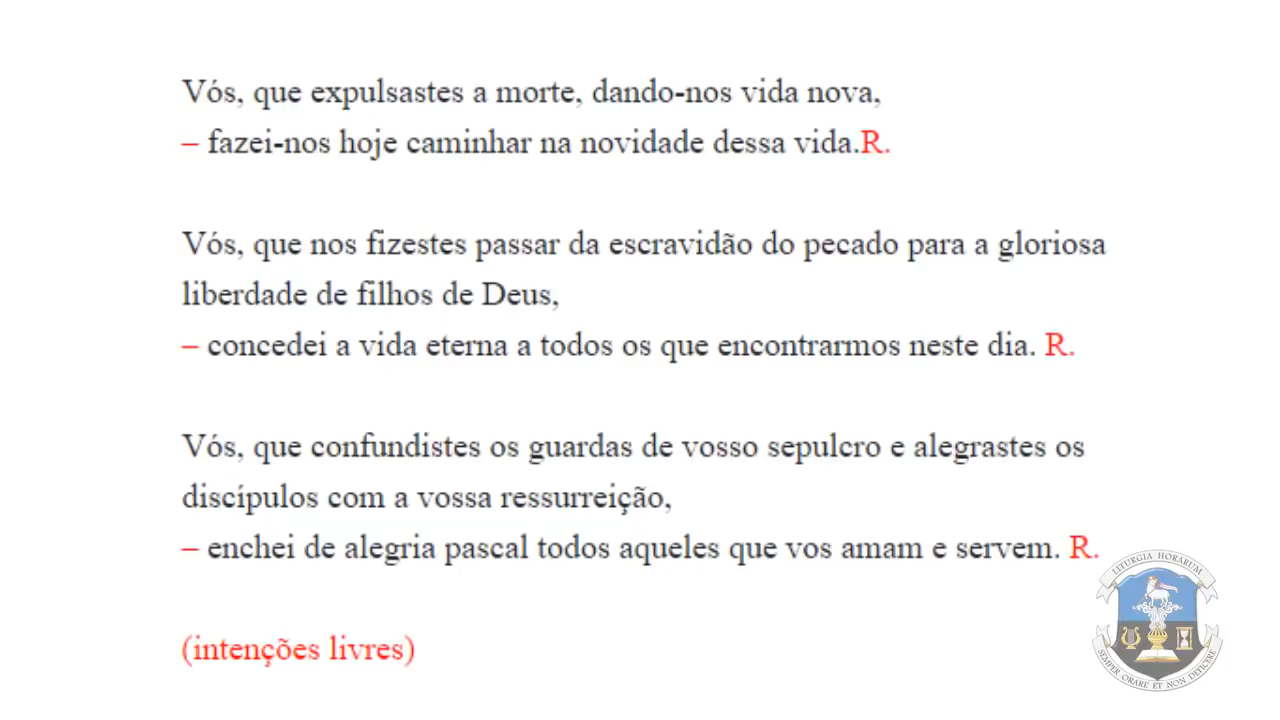 Vós, que expulsastes a morte, dando-nos vida nova,
– fazei-nos hoje caminhar na novidade dessa vida.R.
Vós, que nos fizestes passar da escravidão do pecado para a gloriosa
liberdade de filhos de Deus,
– concedei a vida eterna a todos os que encontrarmos neste dia. R.
Vós, que confundistes os guardas de vosso sepulcro e alegrastes os
discípulos com a vossa ressurreição,
– enchei de alegria pascal todos aqueles que vos amam e servem. R.
(intenções livres)
LITURGIA HORARUM
SEMPER ORARE ET NON DEFICERE